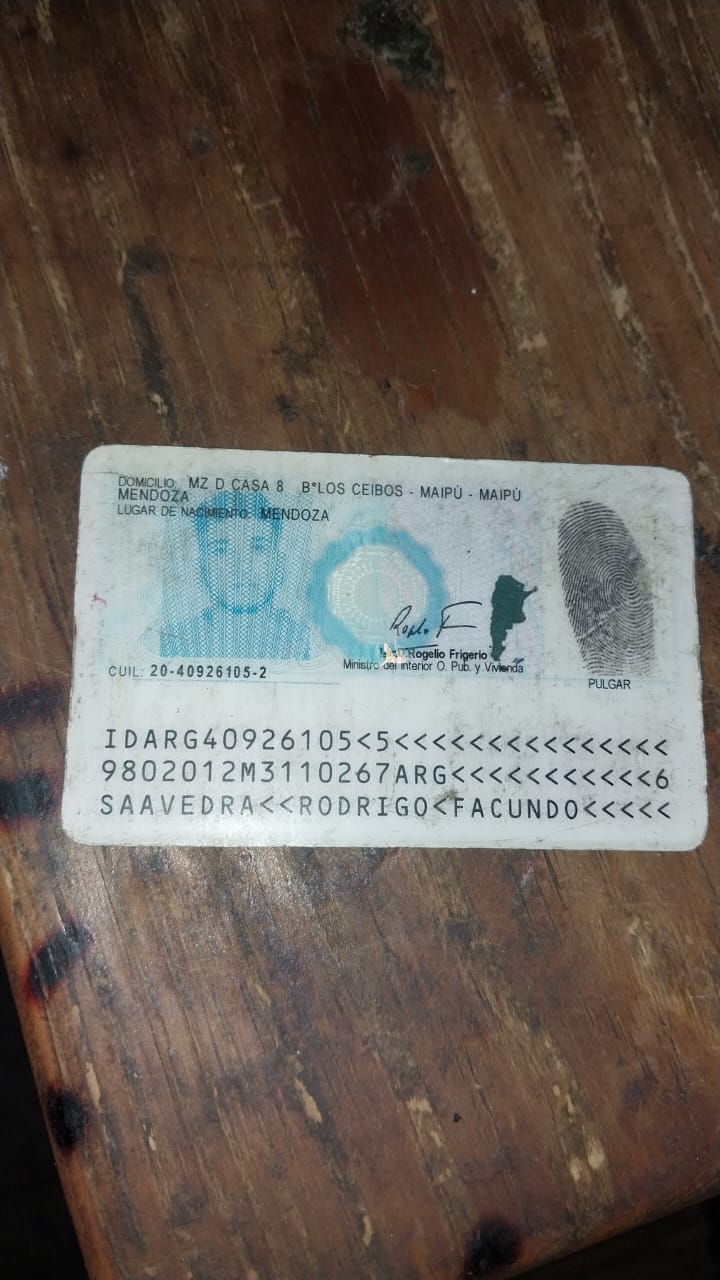 DOMICILIO: MZ D CASA 8 B°LOS CEIBOS - MAIPÚ - MAIPÚ
MENDOZA
LUGAR DE NACIMIENTO: MENDOZA
Rogelio Frigerio
Ministro del interior O. Pub. y Vivienda
CUIL: 20-40926105-2
PULGAR
IDARG40926105<5<<<<<<<<<<<<<<<
9802012M3110267ARG<<<<<<<<<<<6
SAAVEDRA<<RODRIGO<FACUNDO<<<<<